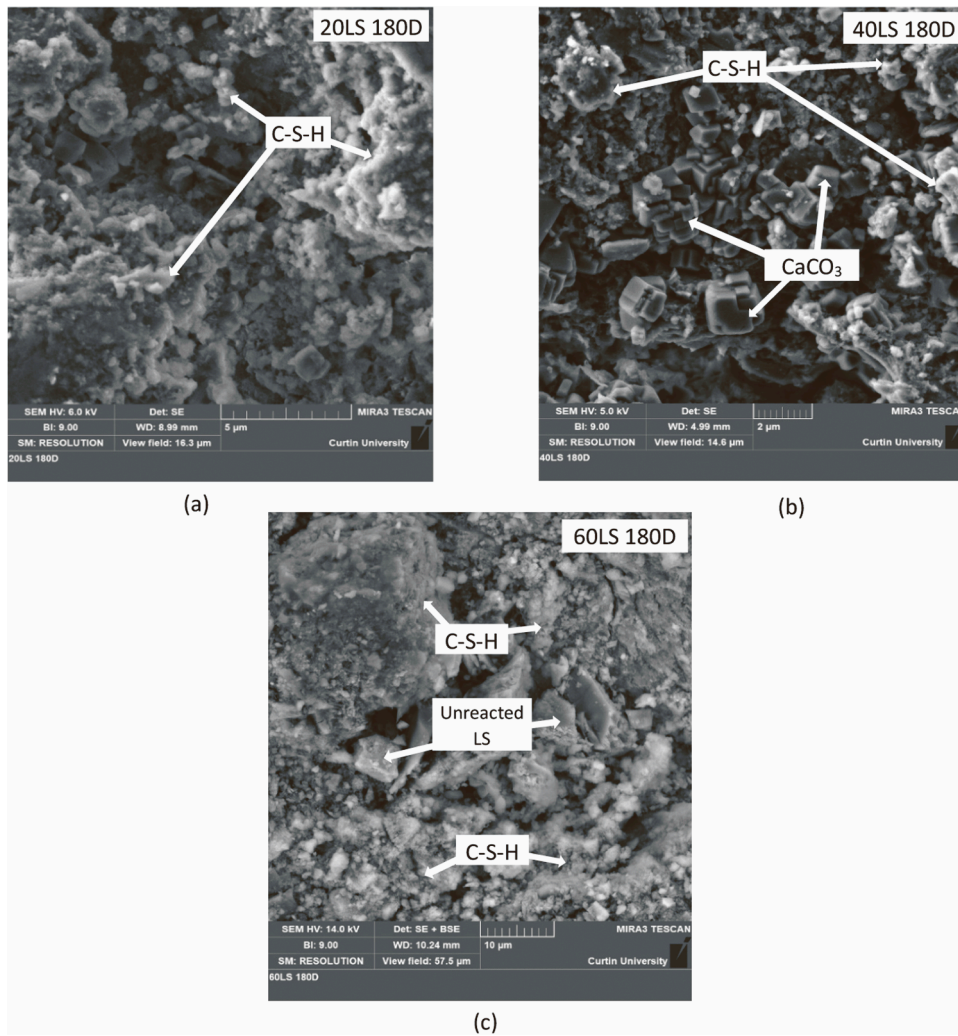 20LS 180D
C-S-H
SEM HV: 6.0 kV Det: SE MIRA3 TESCAN
BI: 9.00 WD: 8.99 mm 5 µm
SM: RESOLUTION View field: 16.3 µm Curtin University
20LS 180D
(a)
40LS 180D
C-S-H
CaCO₃
SEM HV: 5.0 kV Det: SE MIRA3 TESCA
BI: 9.00 WD: 4.99 mm 2 µm
SM: RESOLUTION View field: 14.6 µm Curtin University
40LS 180D
(b)
60LS 180D
C-S-H
Unreacted
LS
C-S-H
SEM HV: 14.0 kV Det: SE + BSE MIRA3 TESCAN
BI: 9.00 WD: 10.24 mm 10 µm
SM: RESOLUTION View field: 57.5 µm Curtin University
60LS 180D
(c)